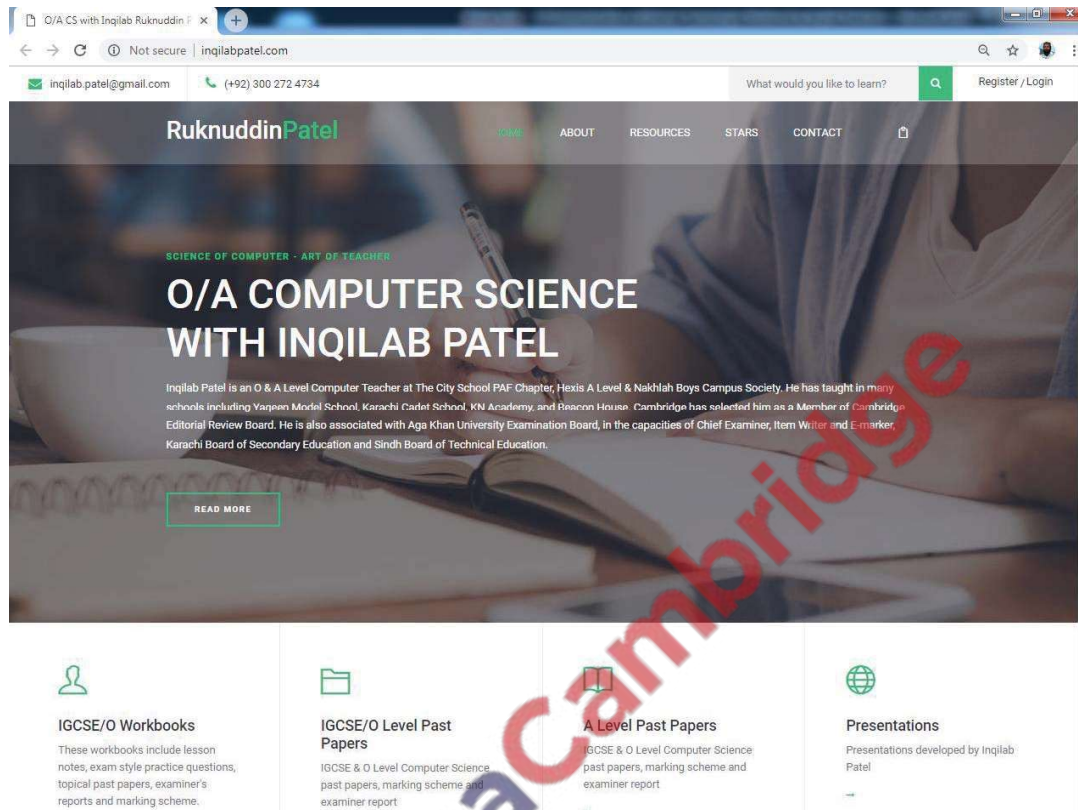 O/A CS with Inqilab Ruknuddin P
Not secure | inqilabpatel.com
inqilab.patel@gmail.com (+92) 300 272 4734 What would you like to learn? Register / Login
RuknuddinPatel HOME ABOUT RESOURCES STARS CONTACT
SCIENCE OF COMPUTER - ART OF TEACHER
O/A COMPUTER SCIENCE
WITH INQILAB PATEL
Inqilab Patel is an O & A Level Computer Teacher at The City School PAF Chapter, Hexis A Level & Nakhlah Boys Campus Society. He has taught in many
schools including Yaqeen Model School, Karachi Cadet School, KN Academy, and Beacon House. Cambridge has selected him as a Member of Cambridge
Editorial Review Board. He is also associated with Aga Khan University Examination Board, in the capacities of Chief Examiner, Item Writer and E-marker,
Karachi Board of Secondary Education and Sindh Board of Technical Education.
READ MORE
IGCSE/O Workbooks
These workbooks include lesson
notes, exam style practice questions,
topical past papers, examiner's
reports and marking scheme.
IGCSE/O Level Past
Papers
IGCSE & O Level Computer Science
past papers, marking scheme and
examiner report
A Level Past Papers
IGCSE & O Level Computer Science
past papers, marking scheme and
examiner report
Presentations
Presentations developed by Inqilab
Patel
aCambridge